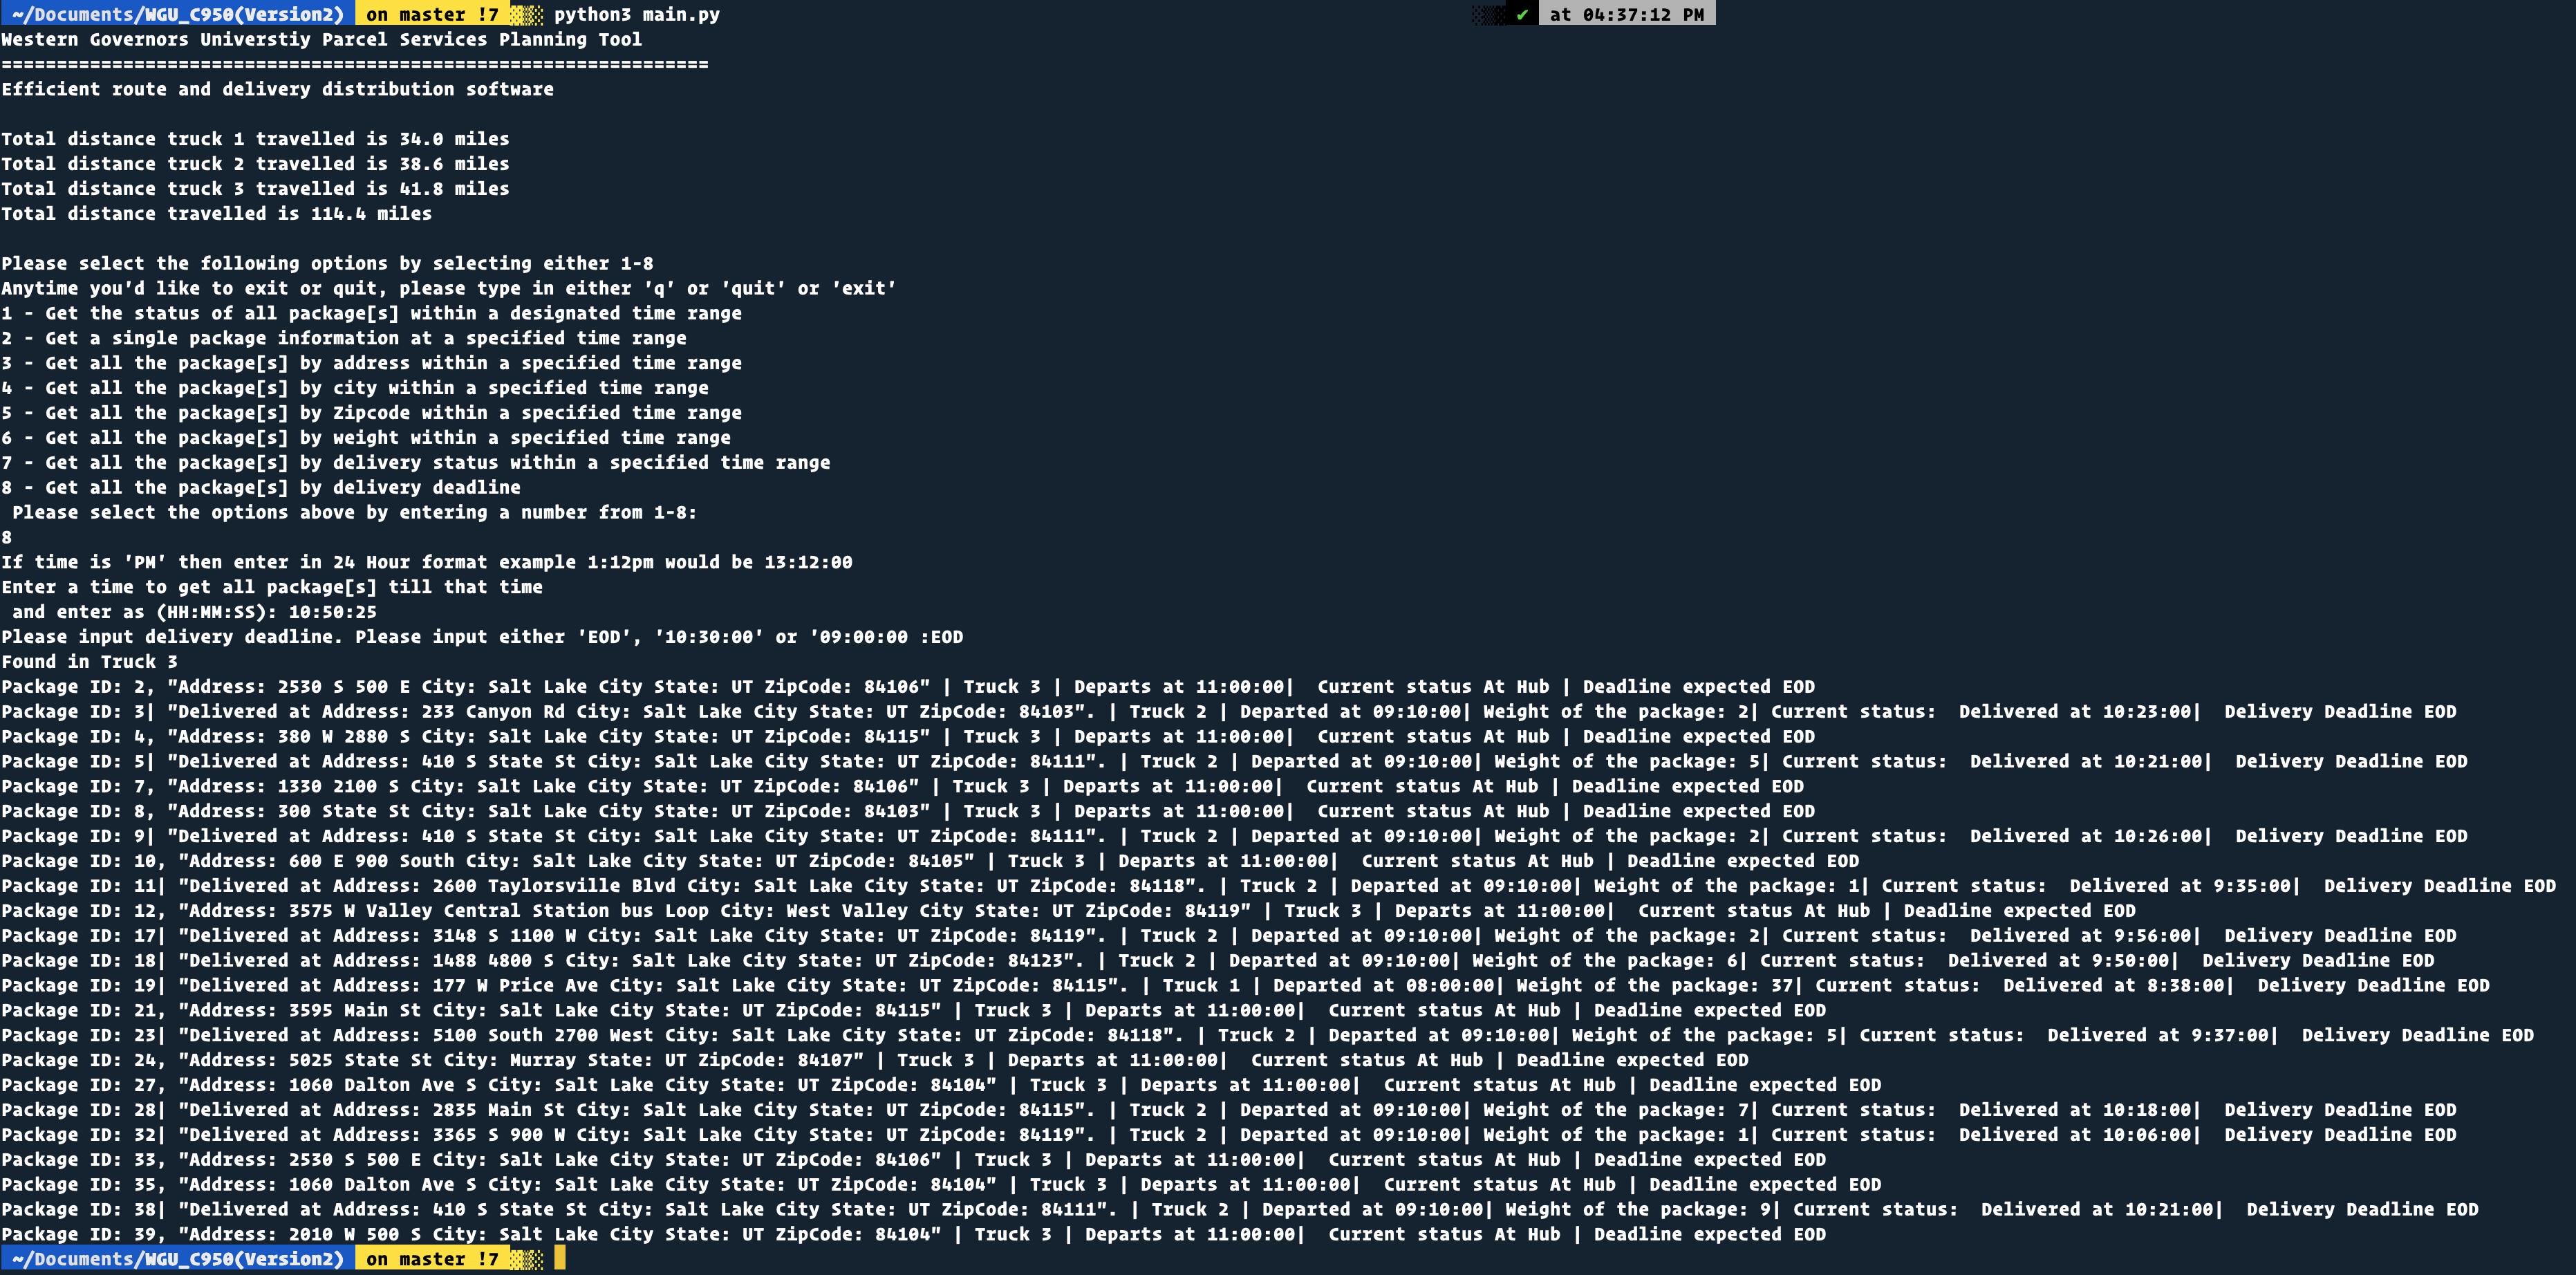 ~/Documents/WGU_C950(Version2) on master !7 python3 main.py ✔ at 04:37:12 PM
Western Governors Universtiy Parcel Services Planning Tool
================================================================
Efficient route and delivery distribution software
Total distance truck 1 travelled is 34.0 miles
Total distance truck 2 travelled is 38.6 miles
Total distance truck 3 travelled is 41.8 miles
Total distance travelled is 114.4 miles
Please select the following options by selecting either 1-8
Anytime you'd like to exit or quit, please type in either 'q' or 'quit' or 'exit'
1 - Get the status of all package[s] within a designated time range
2 - Get a single package information at a specified time range
3 - Get all the package[s] by address within a specified time range
4 - Get all the package[s] by city within a specified time range
5 - Get all the package[s] by Zipcode within a specified time range
6 - Get all the package[s] by weight within a specified time range
7 - Get all the package[s] by delivery status within a specified time range
8 - Get all the package[s] by delivery deadline
Please select the options above by entering a number from 1-8:
8
If time is 'PM' then enter in 24 Hour format example 1:12pm would be 13:12:00
Enter a time to get all package[s] till that time
and enter as (HH:MM:SS): 10:50:25
Please input delivery deadline. Please input either 'EOD', '10:30:00' or '09:00:00 :EOD
Found in Truck 3
Package ID: 2, "Address: 2530 S 500 E City: Salt Lake City State: UT ZipCode: 84106" | Truck 3 | Departs at 11:00:00|  Current status At Hub | Deadline expected EOD
Package ID: 3| "Delivered at Address: 233 Canyon Rd City: Salt Lake City State: UT ZipCode: 84103". | Truck 2 | Departed at 09:10:00| Weight of the package: 2| Current status:  Delivered at 10:23:00|  Delivery Deadline EOD
Package ID: 4, "Address: 380 W 2880 S City: Salt Lake City State: UT ZipCode: 84115" | Truck 3 | Departs at 11:00:00|  Current status At Hub | Deadline expected EOD
Package ID: 5| "Delivered at Address: 410 S State St City: Salt Lake City State: UT ZipCode: 84111". | Truck 2 | Departed at 09:10:00| Weight of the package: 5| Current status:  Delivered at 10:21:00|  Delivery Deadline EOD
Package ID: 7, "Address: 1330 2100 S City: Salt Lake City State: UT ZipCode: 84106" | Truck 3 | Departs at 11:00:00|  Current status At Hub | Deadline expected EOD
Package ID: 8, "Address: 300 State St City: Salt Lake City State: UT ZipCode: 84103" | Truck 3 | Departs at 11:00:00|  Current status At Hub | Deadline expected EOD
Package ID: 9| "Delivered at Address: 410 S State St City: Salt Lake City State: UT ZipCode: 84111". | Truck 2 | Departed at 09:10:00| Weight of the package: 2| Current status:  Delivered at 10:26:00|  Delivery Deadline EOD
Package ID: 10, "Address: 600 E 900 South City: Salt Lake City State: UT ZipCode: 84105" | Truck 3 | Departs at 11:00:00|  Current status At Hub | Deadline expected EOD
Package ID: 11| "Delivered at Address: 2600 Taylorsville Blvd City: Salt Lake City State: UT ZipCode: 84118". | Truck 2 | Departed at 09:10:00| Weight of the package: 1| Current status:  Delivered at 9:35:00|  Delivery Deadline EOD
Package ID: 12, "Address: 3575 W Valley Central Station bus Loop City: West Valley City State: UT ZipCode: 84119" | Truck 3 | Departs at 11:00:00|  Current status At Hub | Deadline expected EOD
Package ID: 17| "Delivered at Address: 3148 S 1100 W City: Salt Lake City State: UT ZipCode: 84119". | Truck 2 | Departed at 09:10:00| Weight of the package: 2| Current status:  Delivered at 9:56:00|  Delivery Deadline EOD
Package ID: 18| "Delivered at Address: 1488 4800 S City: Salt Lake City State: UT ZipCode: 84123". | Truck 2 | Departed at 09:10:00| Weight of the package: 6| Current status:  Delivered at 9:50:00|  Delivery Deadline EOD
Package ID: 19| "Delivered at Address: 177 W Price Ave City: Salt Lake City State: UT ZipCode: 84115". | Truck 1 | Departed at 08:00:00| Weight of the package: 37| Current status:  Delivered at 8:38:00|  Delivery Deadline EOD
Package ID: 21, "Address: 3595 Main St City: Salt Lake City State: UT ZipCode: 84115" | Truck 3 | Departs at 11:00:00|  Current status At Hub | Deadline expected EOD
Package ID: 23| "Delivered at Address: 5100 South 2700 West City: Salt Lake City State: UT ZipCode: 84118". | Truck 2 | Departed at 09:10:00| Weight of the package: 5| Current status:  Delivered at 9:37:00|  Delivery Deadline EOD
Package ID: 24, "Address: 5025 State St City: Murray State: UT ZipCode: 84107" | Truck 3 | Departs at 11:00:00|  Current status At Hub | Deadline expected EOD
Package ID: 27, "Address: 1060 Dalton Ave S City: Salt Lake City State: UT ZipCode: 84104" | Truck 3 | Departs at 11:00:00|  Current status At Hub | Deadline expected EOD
Package ID: 28| "Delivered at Address: 2835 Main St City: Salt Lake City State: UT ZipCode: 84115". | Truck 2 | Departed at 09:10:00| Weight of the package: 7| Current status:  Delivered at 10:18:00|  Delivery Deadline EOD
Package ID: 32| "Delivered at Address: 3365 S 900 W City: Salt Lake City State: UT ZipCode: 84119". | Truck 2 | Departed at 09:10:00| Weight of the package: 1| Current status:  Delivered at 10:06:00|  Delivery Deadline EOD
Package ID: 33, "Address: 2530 S 500 E City: Salt Lake City State: UT ZipCode: 84106" | Truck 3 | Departs at 11:00:00|  Current status At Hub | Deadline expected EOD
Package ID: 35, "Address: 1060 Dalton Ave S City: Salt Lake City State: UT ZipCode: 84104" | Truck 3 | Departs at 11:00:00|  Current status At Hub | Deadline expected EOD
Package ID: 38| "Delivered at Address: 410 S State St City: Salt Lake City State: UT ZipCode: 84111". | Truck 2 | Departed at 09:10:00| Weight of the package: 9| Current status:  Delivered at 10:21:00|  Delivery Deadline EOD
Package ID: 39, "Address: 2010 W 500 S City: Salt Lake City State: UT ZipCode: 84104" | Truck 3 | Departs at 11:00:00|  Current status At Hub | Deadline expected EOD
~/Documents/WGU_C950(Version2) on master !7